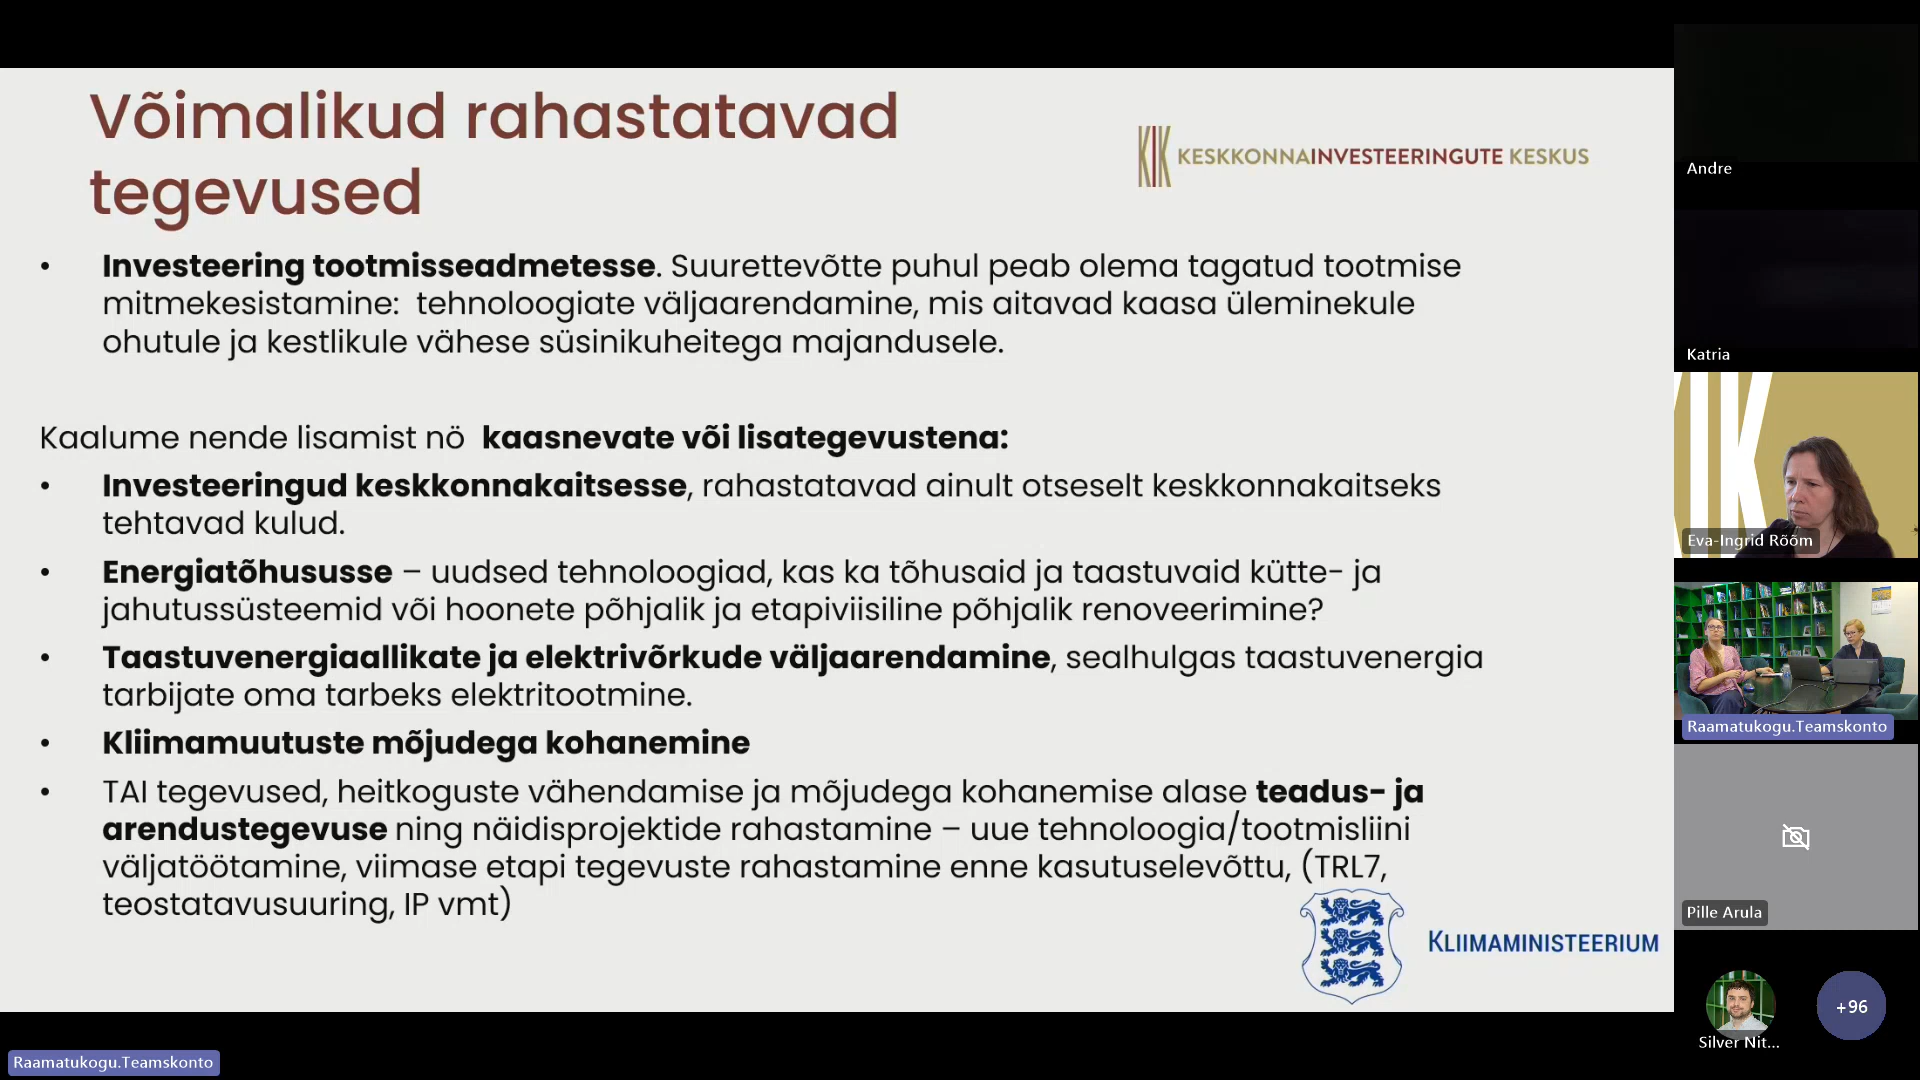 Võimalikud rahastatavad
tegevused
KESKKONNAINVESTEERINGUTE KESKUS
• Investeering tootmisseadmetesse. Suurettevõtte puhul peab olema tagatud tootmise
mitmekesistamine:  tehnoloogiate väljaarendamine, mis aitavad kaasa üleminekule
ohutule ja kestlikule vähese süsinikuheitega majandusele.
Kaalume nende lisamist nö  kaasnevate või lisategevustena:
• Investeeringud keskkonnakaitsesse, rahastatavad ainult otseselt keskkonnakaitseks
tehtavad kulud.
• Energiatõhususse – uudsed tehnoloogiad, kas ka tõhusaid ja taastuvaid kütte- ja
jahutussüsteemid või hoonete põhjalik ja etapiviisiline põhjalik renoveerimine?
• Taastuvenergiaallikate ja elektrivõrkude väljaarendamine, sealhulgas taastuvenergia
tarbijate oma tarbeks elektritootmine.
• Kliimamuutuste mõjudega kohanemine
• TAI tegevused, heitkoguste vähendamise ja mõjudega kohanemise alase teadus- ja
arendustegevuse ning näidisprojektide rahastamine – uue tehnoloogia/tootmisliini
väljatöötamine, viimase etapi tegevuste rahastamine enne kasutuselevõttu, (TRL7,
teostatavusuuring, IP vmt)
KLIIMAMINISTEERIUM
Raamatukogu.Teamskonto
Andre
Katria
Eva-Ingrid Rõõm
Raamatukogu.Teamskonto
Pille Arula
Silver Nit...
+96